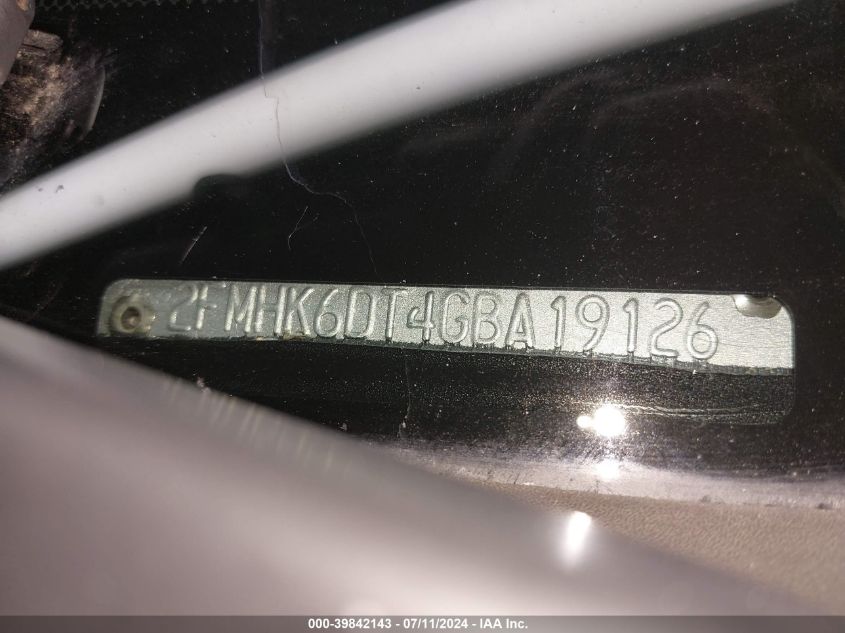 2FMHK6DT4GBA19126
000-39842143 - 07/11/2024 - IAA Inc.